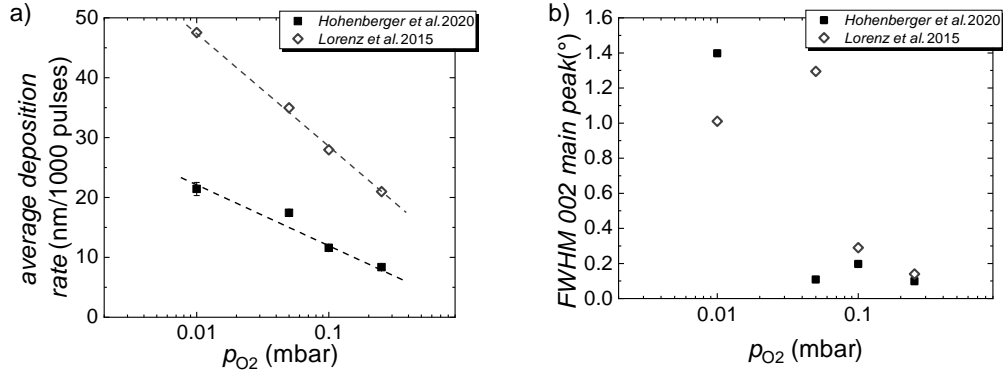 a)
Hohenberger et al. 2020
Lorenz et al. 2015
50
40
30
20
10
0
average deposition
rate (nm/1000 pulses)
0.01
0.1
pO2 (mbar)
b)
Hohenberger et al. 2020
Lorenz et al. 2015
1.6
1.4
1.2
1.0
0.8
0.6
0.4
0.2
0.0
FWHM 002 main peak(°)
0.01
0.1
pO2 (mbar)